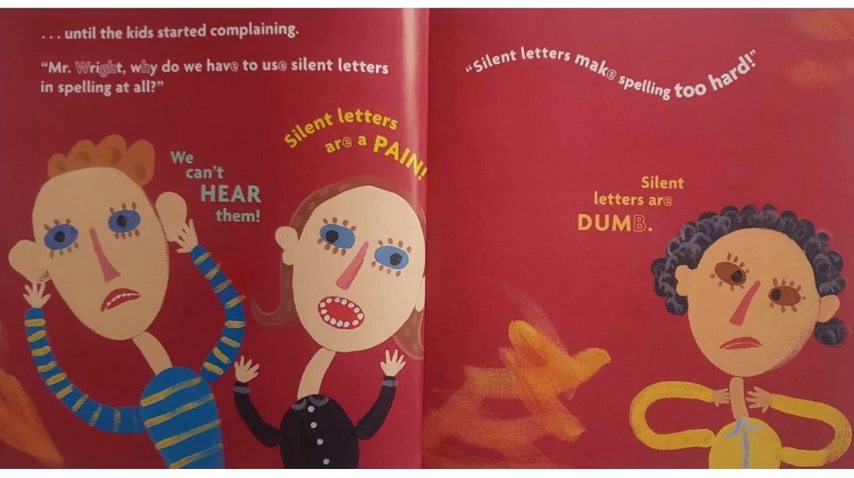 ...until the kids started complaining.
“Mr. Wright, why do we have to use silent letters
in spelling at all?”
We
can't
HEAR
them!
Silent letters
are a PAIN!
“Silent letters make spelling too hard!”
Silent
letters are
DUMB.